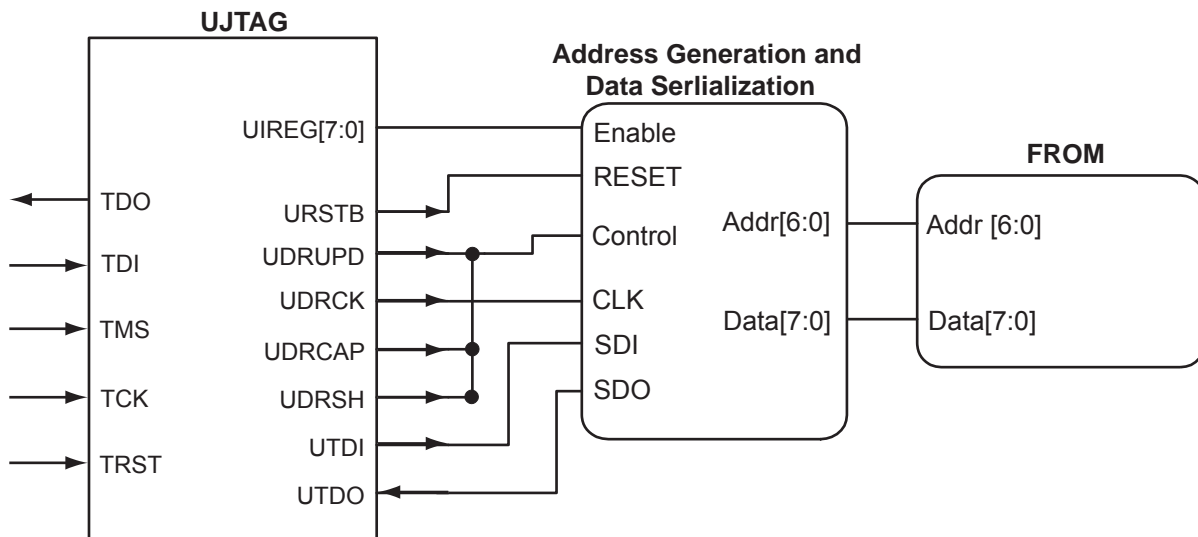 UJTAG
Address Generation and
Data Serlialization
FROM
TDO
TDI
TMS
TCK
TRST
UIREG[7:0]
URSTB
UDRUPD
UDRCK
UDRCAP
UDRSH
UTDI
UTDO
Enable
RESET
Control
CLK
SDI
SDO
Addr[6:0]
Data[7:0]
Addr [6:0]
Data[7:0]